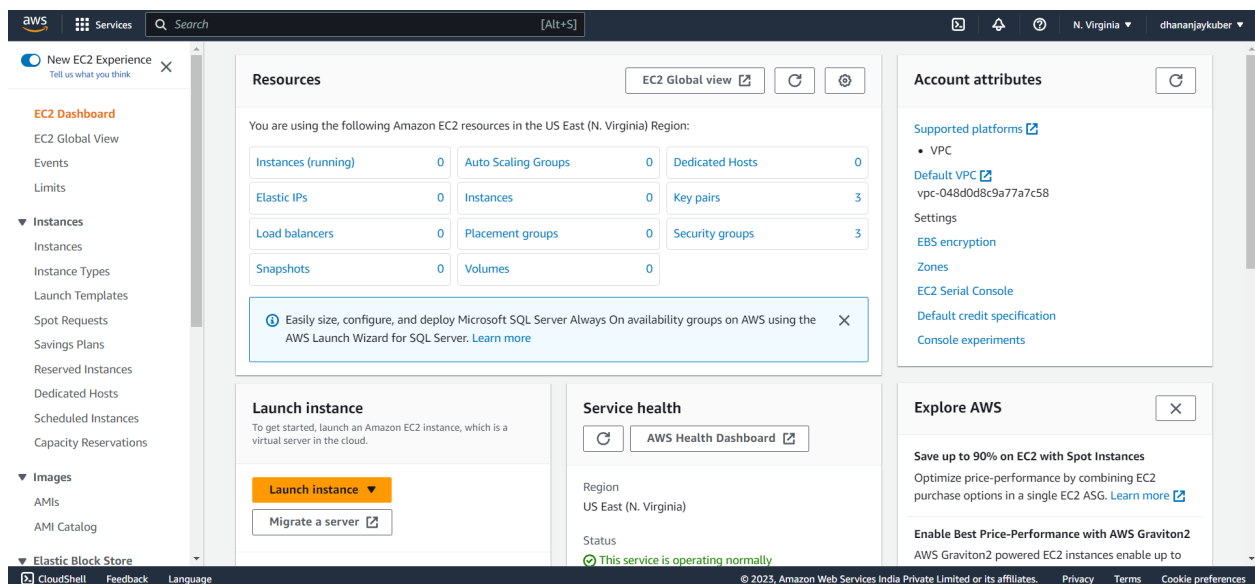 aws
Services
Search
[Alt+S]
N. Virginia
dhananjaykuber
New EC2 Experience
Tell us what you think
EC2 Dashboard
EC2 Global View
Events
Limits
Instances
Instances
Instance Types
Launch Templates
Spot Requests
Savings Plans
Reserved Instances
Dedicated Hosts
Scheduled Instances
Capacity Reservations
Images
AMIs
AMI Catalog
Elastic Block Store
Resources
EC2 Global view
You are using the following Amazon EC2 resources in the US East (N. Virginia) Region:
Instances (running) 0
Auto Scaling Groups 0
Dedicated Hosts 0
Elastic IPs 0
Instances 0
Key pairs 3
Load balancers 0
Placement groups 0
Security groups 3
Snapshots 0
Volumes 0
Easily size, configure, and deploy Microsoft SQL Server Always On availability groups on AWS using the
AWS Launch Wizard for SQL Server. Learn more
Launch instance
To get started, launch an Amazon EC2 instance, which is a
virtual server in the cloud.
Launch instance
Migrate a server
Service health
AWS Health Dashboard
Region
US East (N. Virginia)
Status
This service is operating normally
Account attributes
Supported platforms
• VPC
Default VPC
vpc-048d0d8c9a77a7c58
Settings
EBS encryption
Zones
EC2 Serial Console
Default credit specification
Console experiments
Explore AWS
Save up to 90% on EC2 with Spot Instances
Optimize price-performance by combining EC2
purchase options in a single EC2 ASG. Learn more
Enable Best Price-Performance with AWS Graviton2
AWS Graviton2 powered EC2 instances enable up to
CloudShell
Feedback
Language
© 2023, Amazon Web Services India Private Limited or its affiliates.
Privacy
Terms
Cookie preferences